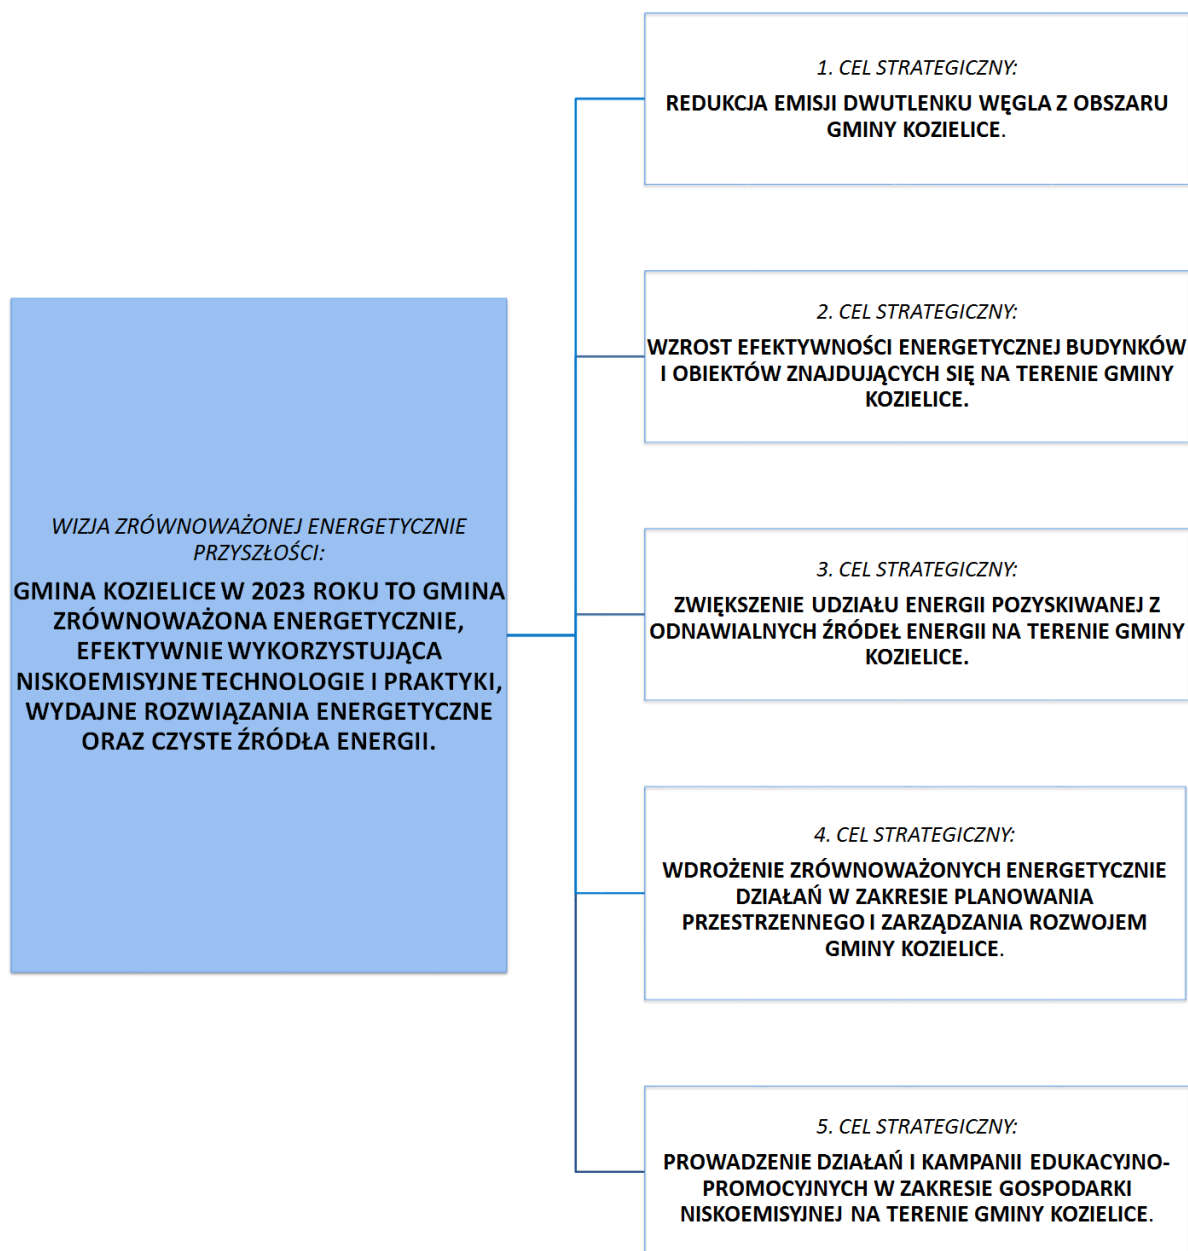 WIZJA ZRÓWNOWAŻONEJ ENERGETYCZNIE
PRZYSZŁOŚCI:
GMINA KOZIELICE W 2023 ROKU TO GMINA
ZRÓWNOWAŻONA ENERGETYCZNIE,
EFEKTYWNIE WYKORZYSTUJĄCA
NISKOEMISYJNE TECHNOLOGIE I PRAKTYKI,
WYDAJNE ROZWIĄZANIA ENERGETYCZNE
ORAZ CZYSTE ŹRÓDŁA ENERGII.
1. CEL STRATEGICZNY:
REDUKCJA EMISJI DWUTLENKU WĘGLA Z OBSZARU
GMINY KOZIELICE.
2. CEL STRATEGICZNY:
WZROST EFEKTYWNOŚCI ENERGETYCZNEJ BUDYNKÓW
I OBIEKTÓW ZNAJDUJĄCYCH SIĘ NA TERENIE GMINY
KOZIELICE.
3. CEL STRATEGICZNY:
ZWIĘKSZENIE UDZIAŁU ENERGII POZYSKIWANEJ Z
ODNAWIALNYCH ŹRÓDEŁ ENERGII NA TERENIE GMINY
KOZIELICE.
4. CEL STRATEGICZNY:
WDROŻENIE ZRÓWNOWAŻONYCH ENERGETYCZNIE
DZIAŁAŃ W ZAKRESIE PLANOWANIA
PRZESTRZENNEGO I ZARZĄDZANIA ROZWOJEM
GMINY KOZIELICE.
5. CEL STRATEGICZNY:
PROWADZENIE DZIAŁAŃ I KAMPANII EDUKACYJNO-
PROMOCYJNYCH W ZAKRESIE GOSPODARKI
NISKOEMISYJNEJ NA TERENIE GMINY KOZIELICE.